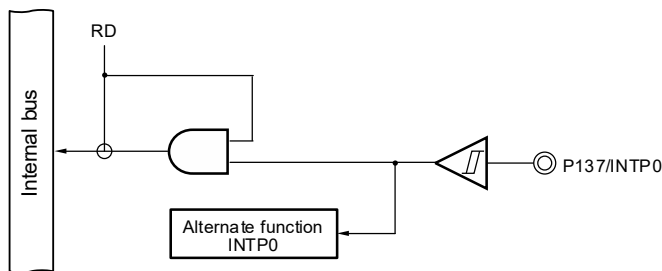 RD
Internal bus
P137/INTP0
Alternate function
INTP0